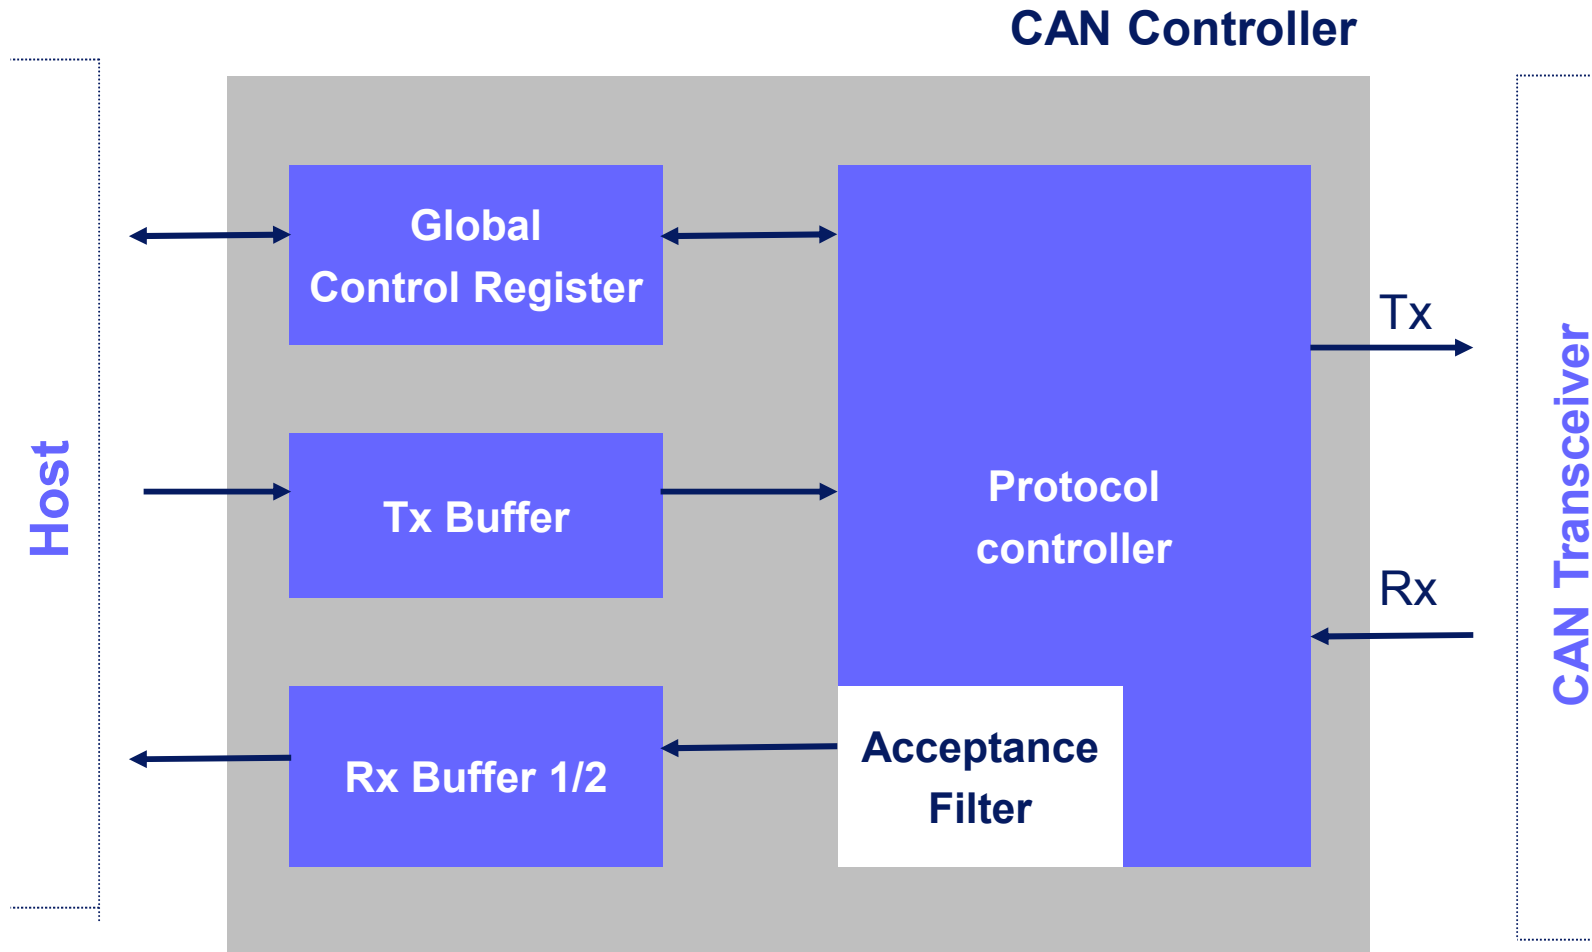 CAN Controller
Host
Global
Control Register
Tx Buffer
Rx Buffer 1/2
Protocol
controller
Acceptance
Filter
Tx
Rx
CAN Transceiver